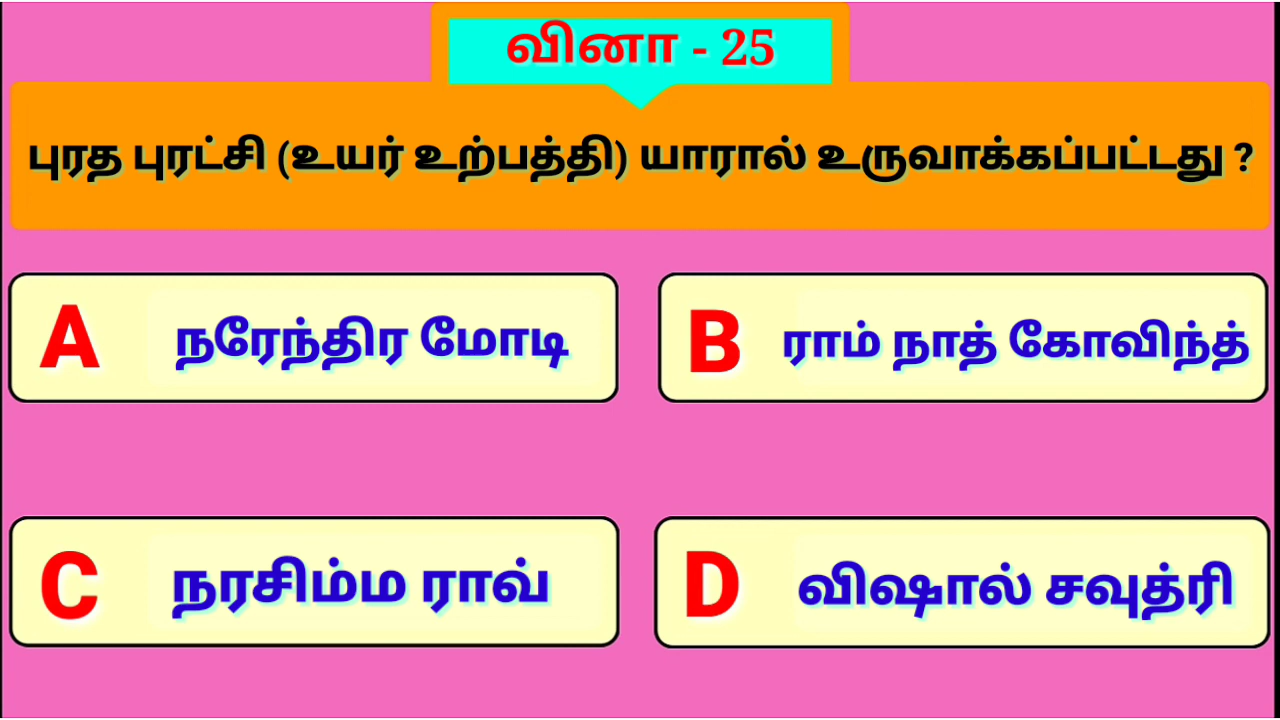 வினா - 25
புரத புரட்சி (உயர் உற்பத்தி) யாரால் உருவாக்கப்பட்டது ?
A நரேந்திர மோடி
B ராம் நாத் கோவிந்த்
C நரசிம்ம ராவ்
D விஷால் சவுத்ரி